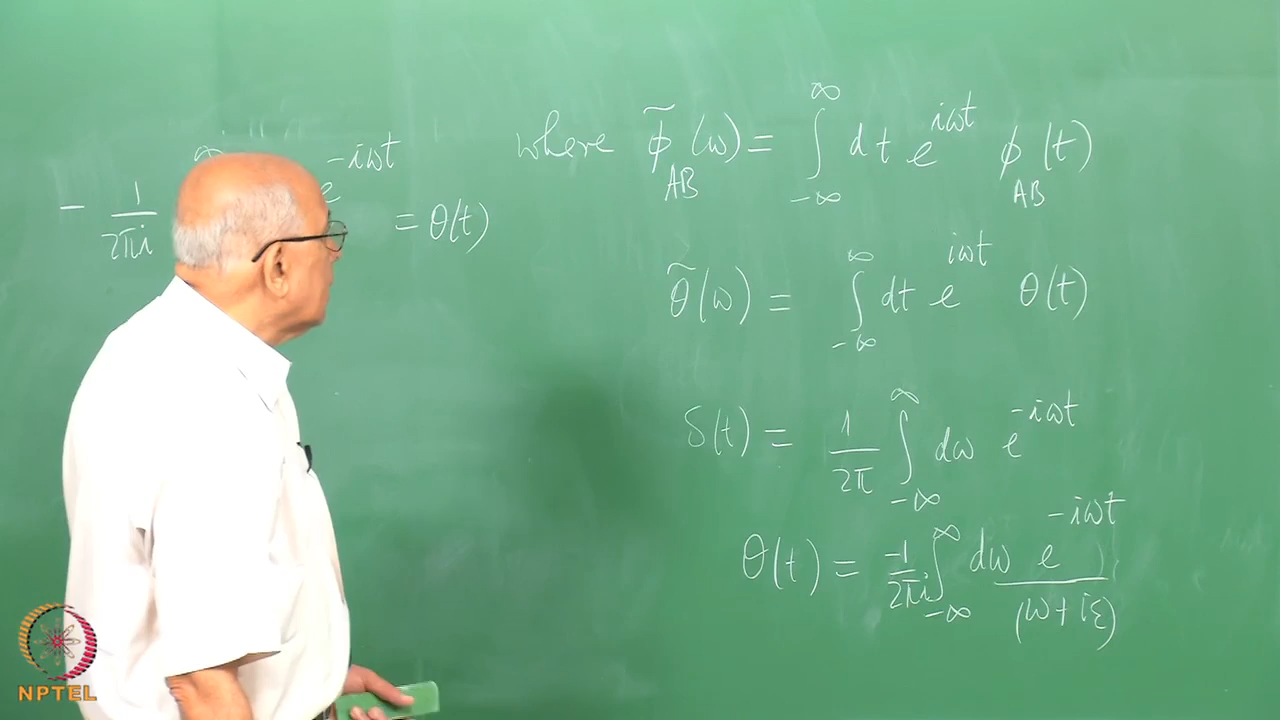 - 1/2πi e^{-iωt} = θ(t)
where φ̃_AB(ω) = ∫_{-∞}^{∞} dt e^{iωt} φ_AB(t)
θ̃(ω) = ∫_{-∞}^{∞} dt e^{iωt} θ(t)
δ(t) = 1/2π ∫_{-∞}^{∞} dω e^{-iωt}
θ(t) = -1/2πi ∫_{-∞}^{∞} dω e^{-iωt}/(ω+iε)
NPTEL